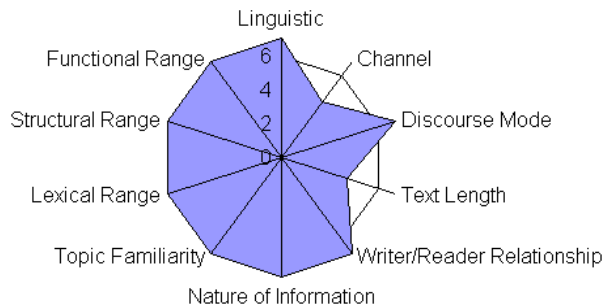 Linguistic
Functional Range
Channel
6
4
Structural Range
Discourse Mode
2
0
Lexical Range
Text Length
Topic Familiarity
Writer/Reader Relationship
Nature of Information